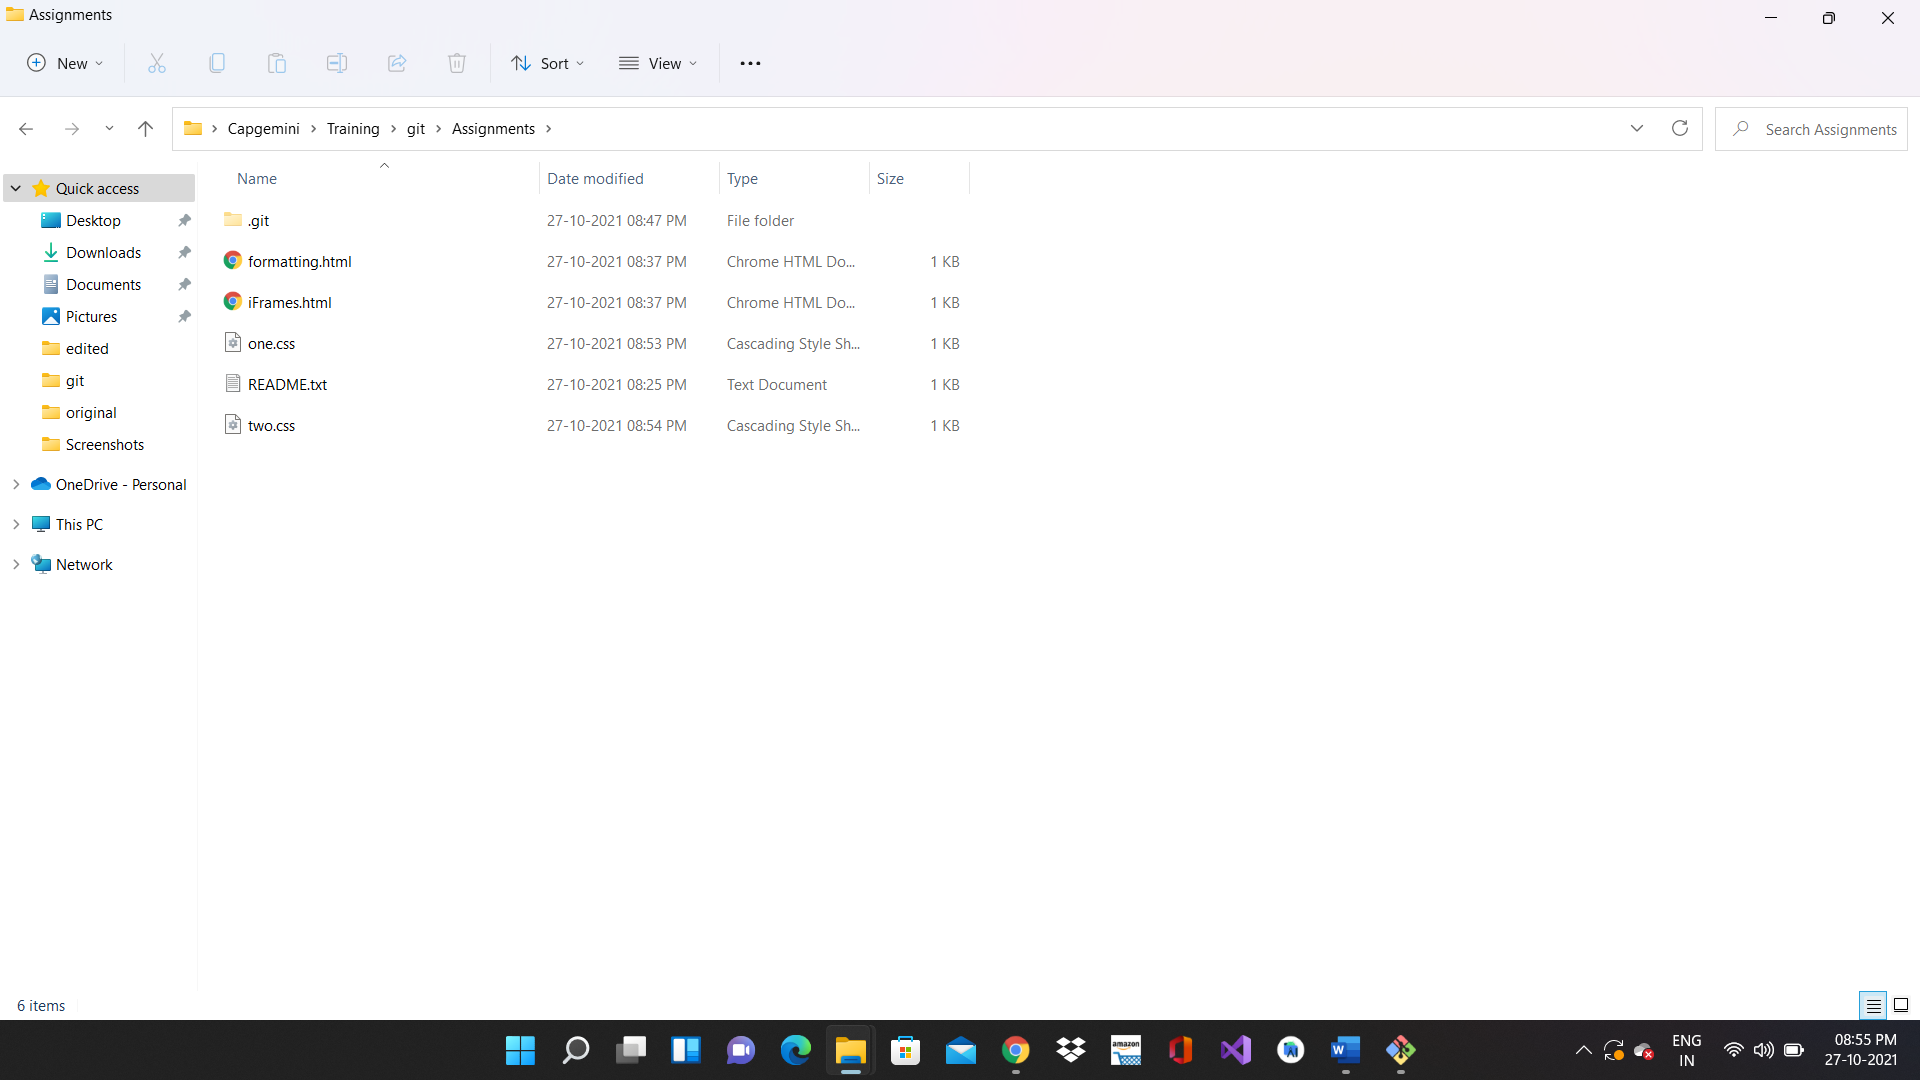 Assignments
New
Sort
View
Capgemini > Training > git > Assignments >
Search Assignments
Quick access
Desktop
Downloads
Documents
Pictures
edited
git
original
Screenshots
OneDrive - Personal
This PC
Network
Name Date modified Type Size
.git 27-10-2021 08:47 PM File folder
formatting.html 27-10-2021 08:37 PM Chrome HTML Do... 1 KB
iFrames.html 27-10-2021 08:37 PM Chrome HTML Do... 1 KB
one.css 27-10-2021 08:53 PM Cascading Style Sh... 1 KB
README.txt 27-10-2021 08:25 PM Text Document 1 KB
two.css 27-10-2021 08:54 PM Cascading Style Sh... 1 KB
6 items
amazon
W
ENG
IN
08:55 PM
27-10-2021